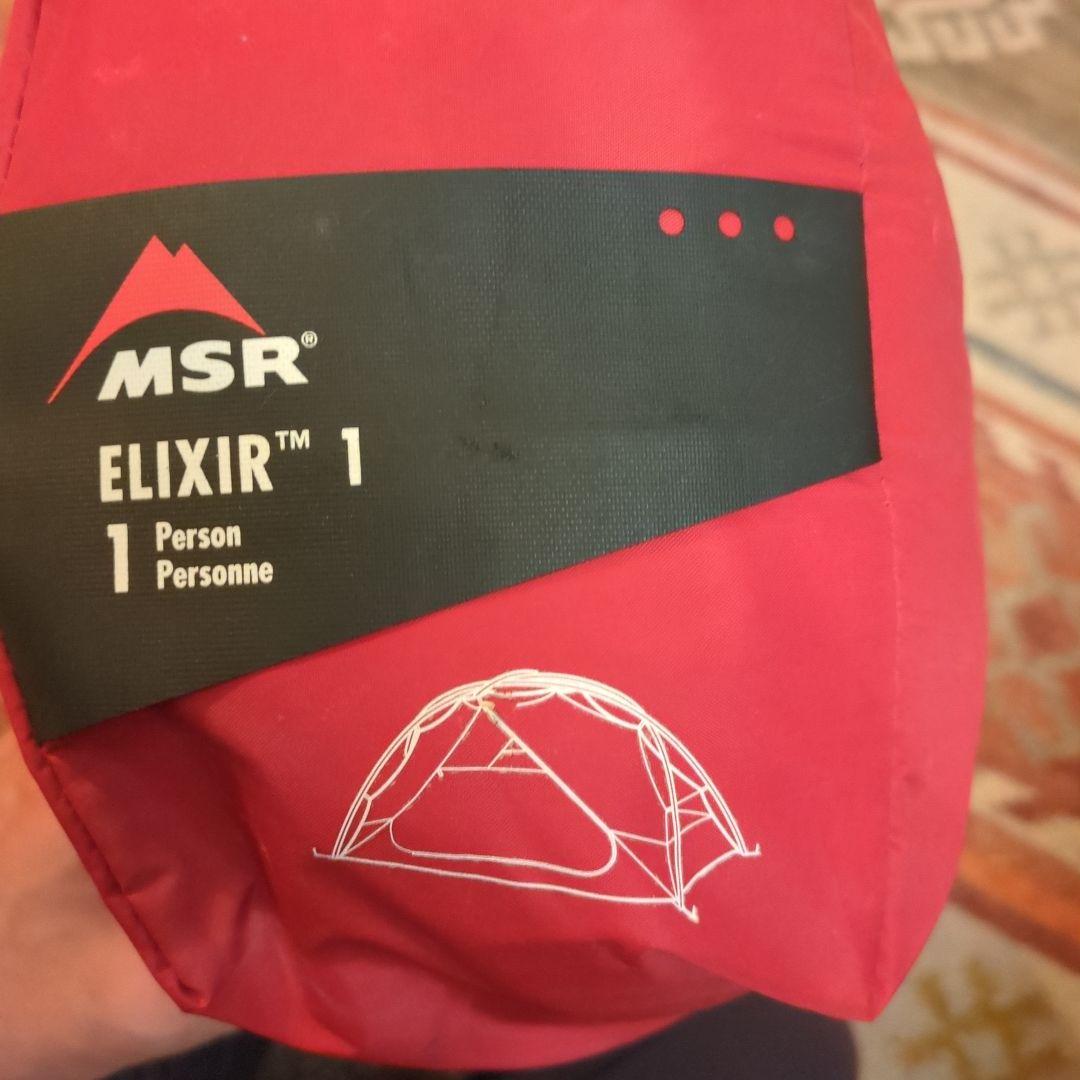 MSR®
ELIXIR™ 1
1 Person
Personne